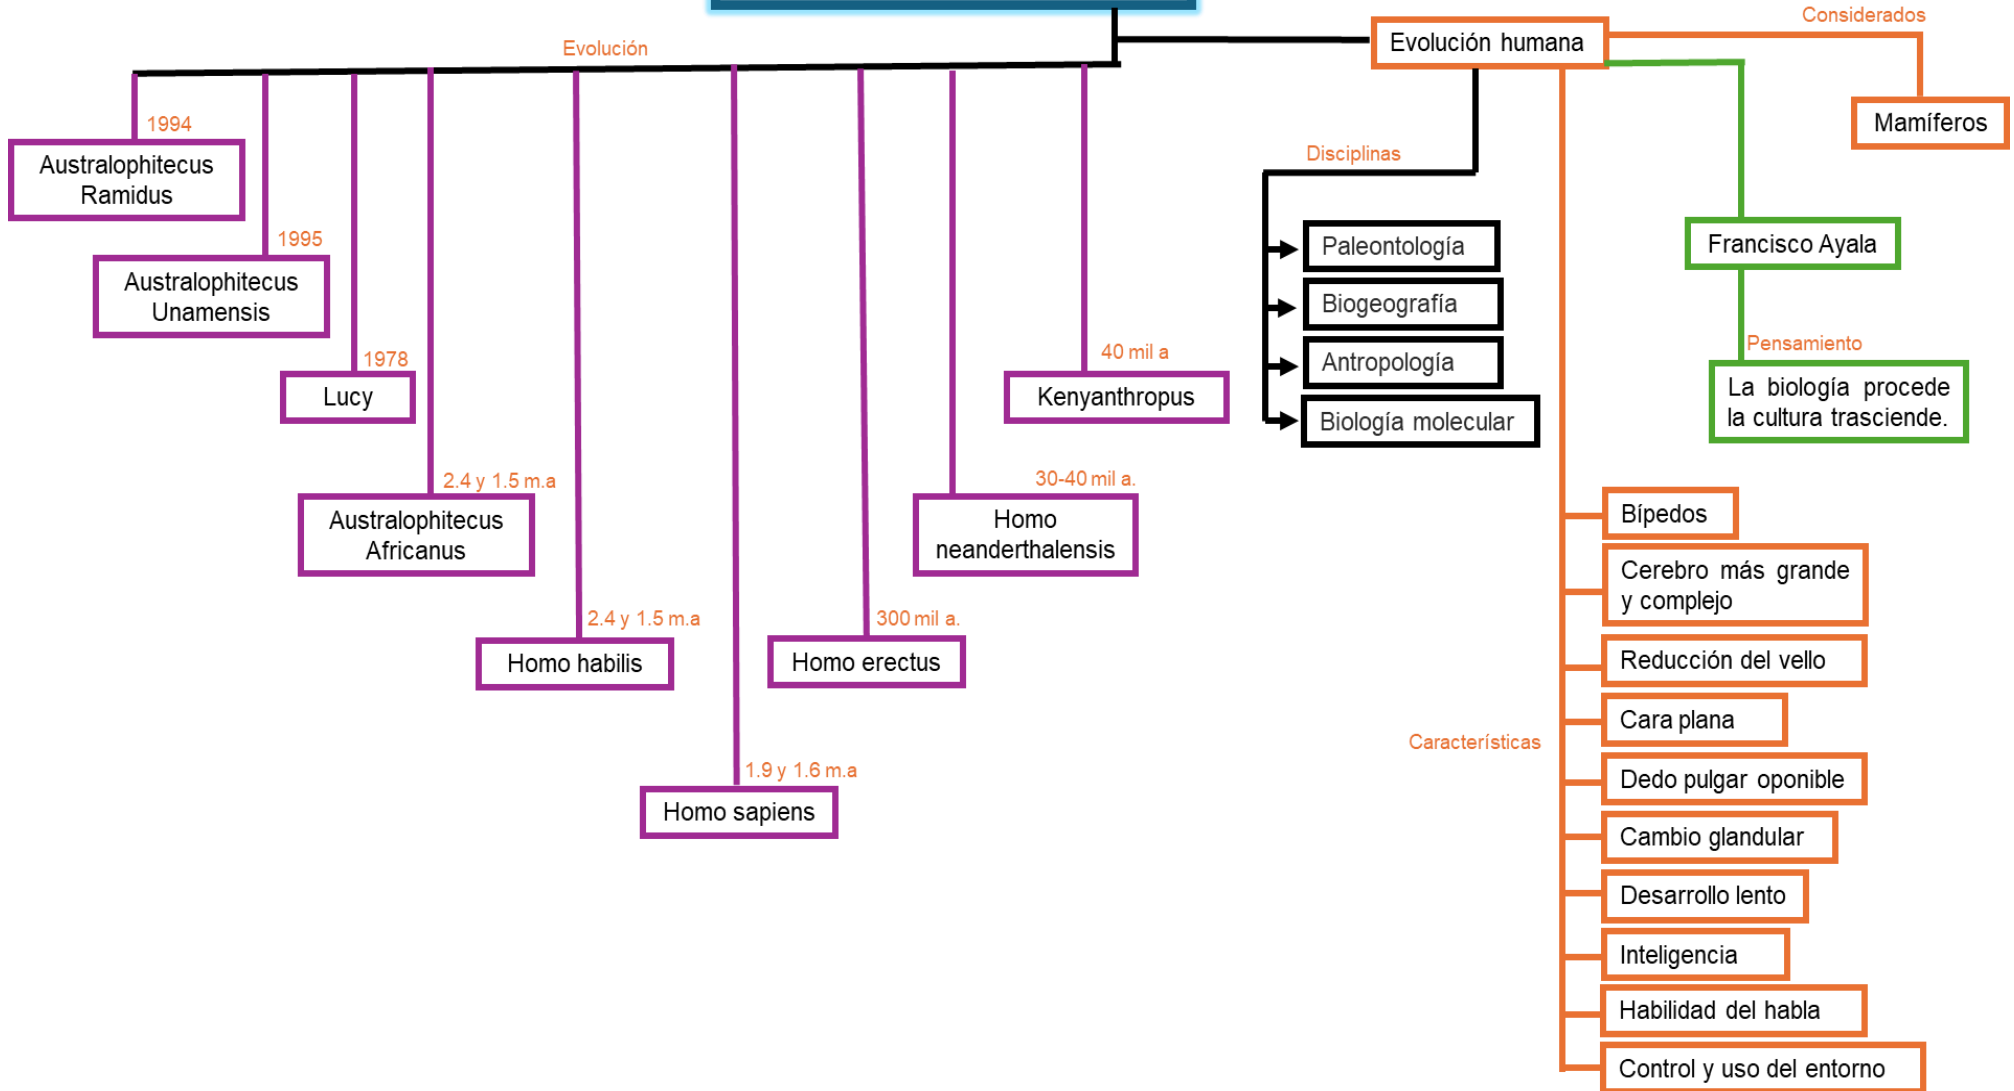 Evolución
1994
Australophitecus
Ramidus
1995
Australophitecus
Unamensis
1978
Lucy
2.4 y 1.5 m.a
Australophitecus
Africanus
2.4 y 1.5 m.a
Homo habilis
1.9 y 1.6 m.a
Homo sapiens
300 mil a.
Homo erectus
30-40 mil a.
Homo
neanderthalensis
40 mil a
Kenyanthropus
Evolución humana
Considerados
Mamíferos
Disciplinas
Paleontología
Biogeografía
Antropología
Biología molecular
Francisco Ayala
Pensamiento
La biología procede
la cultura trasciende.
Características
Bípedos
Cerebro más grande
y complejo
Reducción del vello
Cara plana
Dedo pulgar oponible
Cambio glandular
Desarrollo lento
Inteligencia
Habilidad del habla
Control y uso del entorno